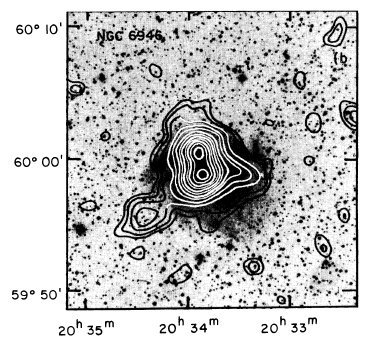 60° 10'
NGC 6946
(b
60° 00'
59° 50'
20ʰ 35ᵐ
20ʰ 34ᵐ
20ʰ 33ᵐ